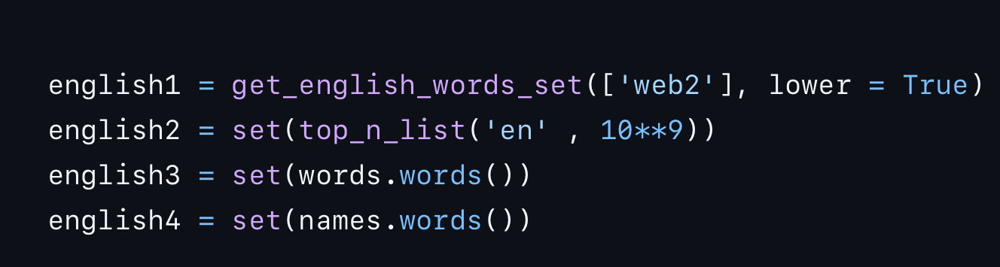 english1 = get_english_words_set(['web2'], lower = True)
english2 = set(top_n_list('en' , 10**9))
english3 = set(words.words())
english4 = set(names.words())